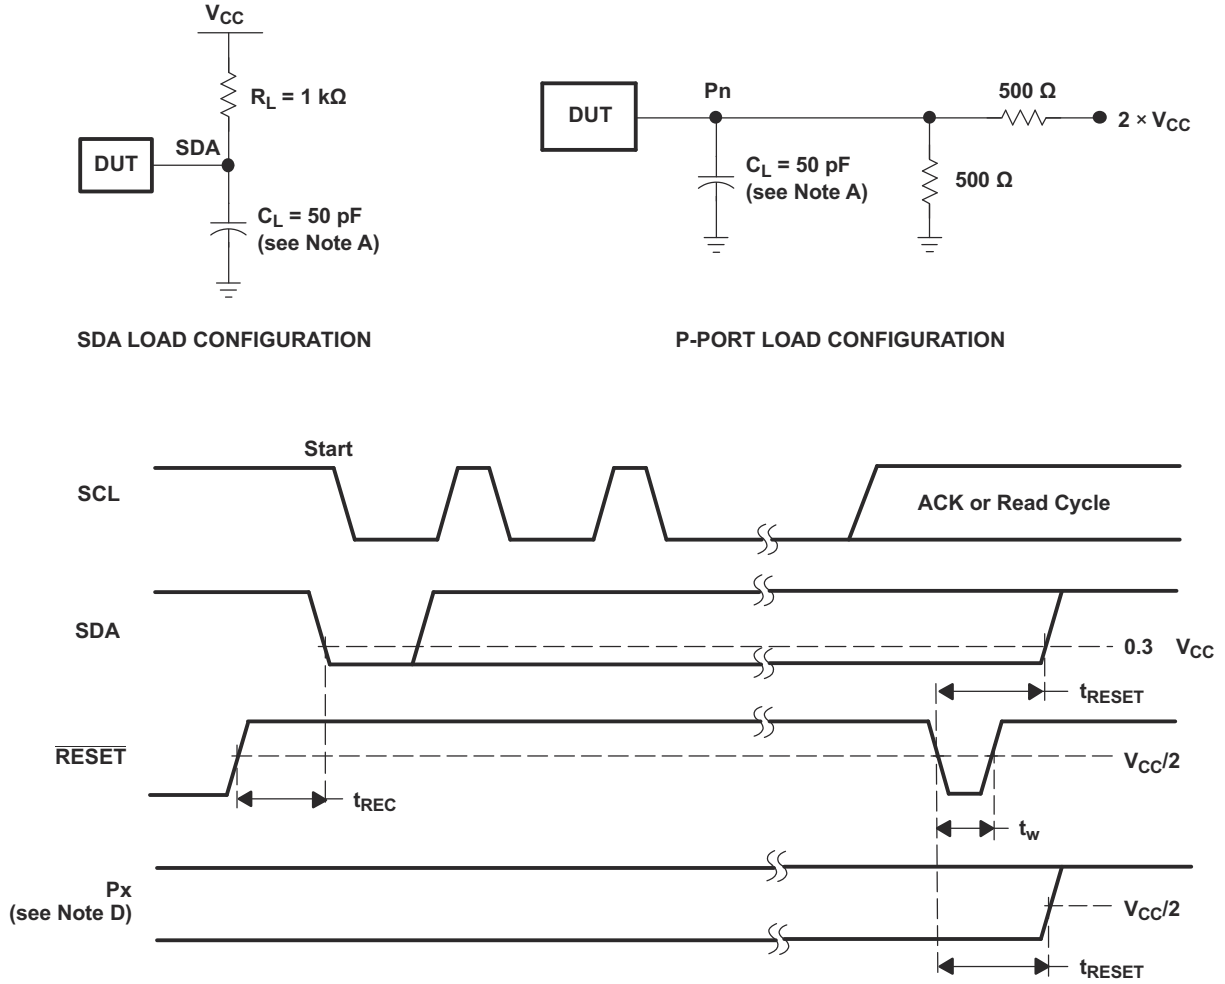 VCC
RL = 1 kΩ
DUT
SDA
CL = 50 pF
(see Note A)
SDA LOAD CONFIGURATION
DUT
Pn
500 Ω
2 × VCC
CL = 50 pF
(see Note A)
500 Ω
P-PORT LOAD CONFIGURATION
Start
SCL
ACK or Read Cycle
SDA
0.3 VCC
tRESET
RESET
VCC/2
tREC
tw
Px
(see Note D)
VCC/2
tRESET